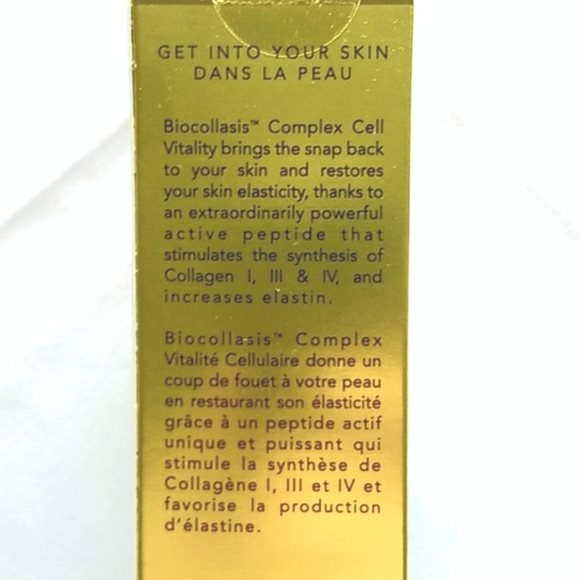 GET INTO YOUR SKIN
DANS LA PEAU
Biocollasis™ Complex Cell
Vitality brings the snap back
to your skin and restores
your skin elasticity, thanks to
an extraordinarily powerful
active peptide that
stimulates the synthesis of
Collagen I, III & IV, and
increases elastin.
Biocollasis™ Complex
Vitalité Cellulaire donne un
coup de fouet à votre peau
en restaurant son élasticité
grâce à un peptide actif
unique et puissant qui
stimule la synthèse de
Collagène I, III et IV et
favorise la production
d'élastine.